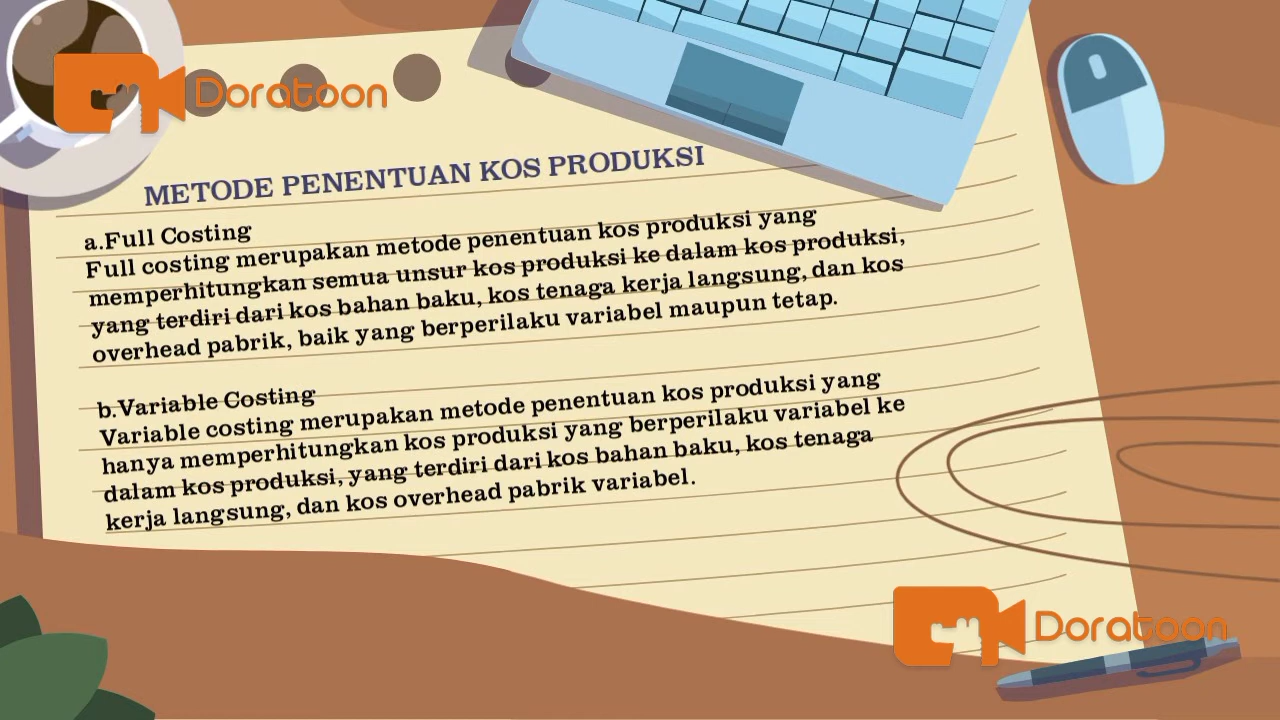 Doratoon
METODE PENENTUAN KOS PRODUKSI
a.Full Costing
Full costing merupakan metode penentuan kos produksi yang
memperhitungkan semua unsur kos produksi ke dalam kos produksi,
yang terdiri dari kos bahan baku, kos tenaga kerja langsung, dan kos
overhead pabrik, baik yang berperilaku variabel maupun tetap.
b.Variable Costing
Variable costing merupakan metode penentuan kos produksi yang
hanya memperhitungkan kos produksi yang berperilaku variabel ke
dalam kos produksi, yang terdiri dari kos bahan baku, kos tenaga
kerja langsung, dan kos overhead pabrik variabel.
Doratoon